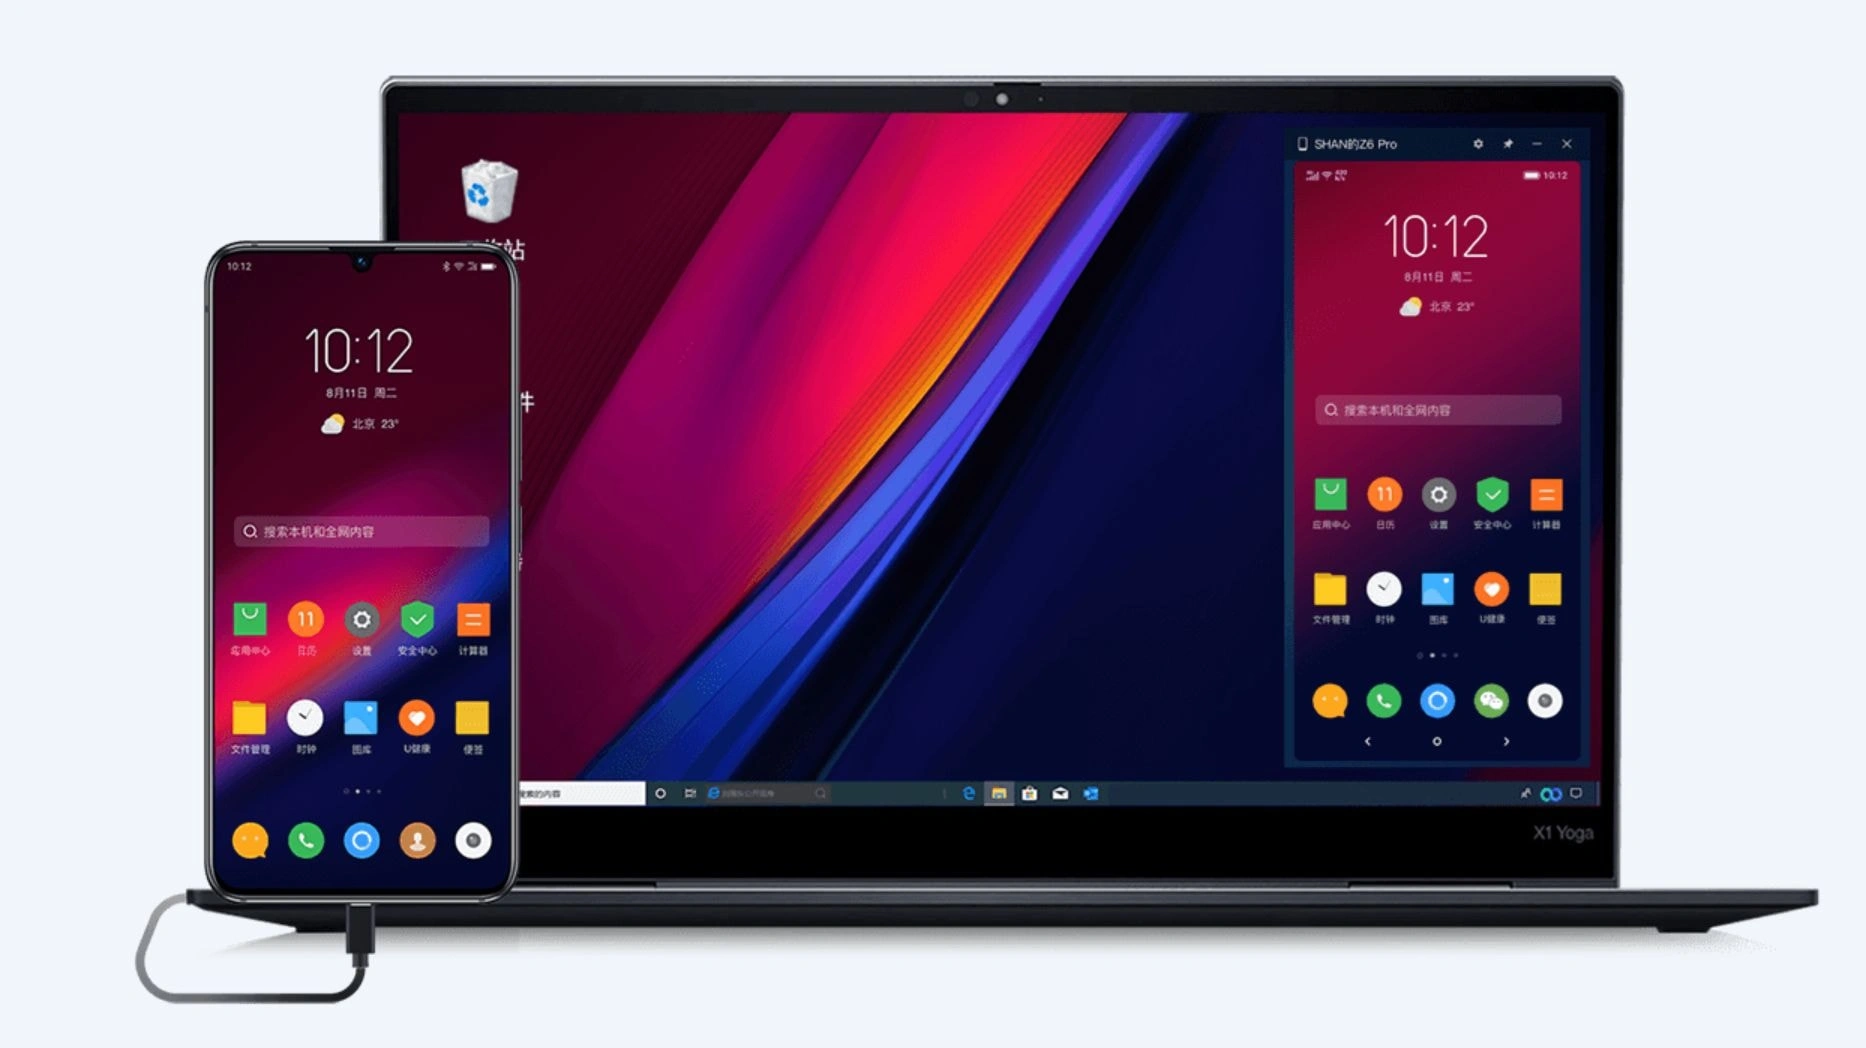 10:12
10:12
8月11日 周二
北京 23°
搜索本机和全网内容
应用中心 日历 设置 安全中心 计算器
文件管理 时钟 图库 U健康 便签
站
件
搜索的内容
SHAN的Z6 Pro
10:12
10:12
8月11日 周二
北京 23°
搜索本机和全网内容
应用中心 日历 设置 安全中心 计算器
文件管理 时钟 图库 U健康 便签
X1 Yoga